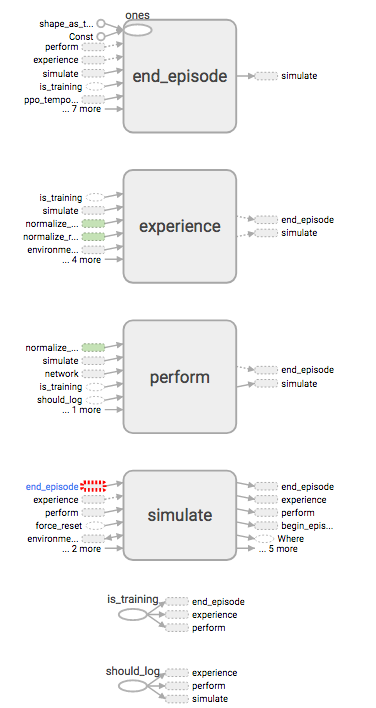 ones
shape_as_t...
Const
perform
experience
simulate
is_training
ppo_tempo...
... 7 more
end_episode
simulate
is_training
simulate
normalize_...
normalize_r...
environme...
... 4 more
experience
end_episode
simulate
normalize_...
simulate
network
is_training
should_log
... 1 more
perform
end_episode
simulate
end_episode
experience
perform
force_reset
environme...
... 2 more
simulate
end_episode
experience
perform
begin_epis...
Where
... 5 more
is_training
end_episode
experience
perform
should_log
experience
perform
simulate